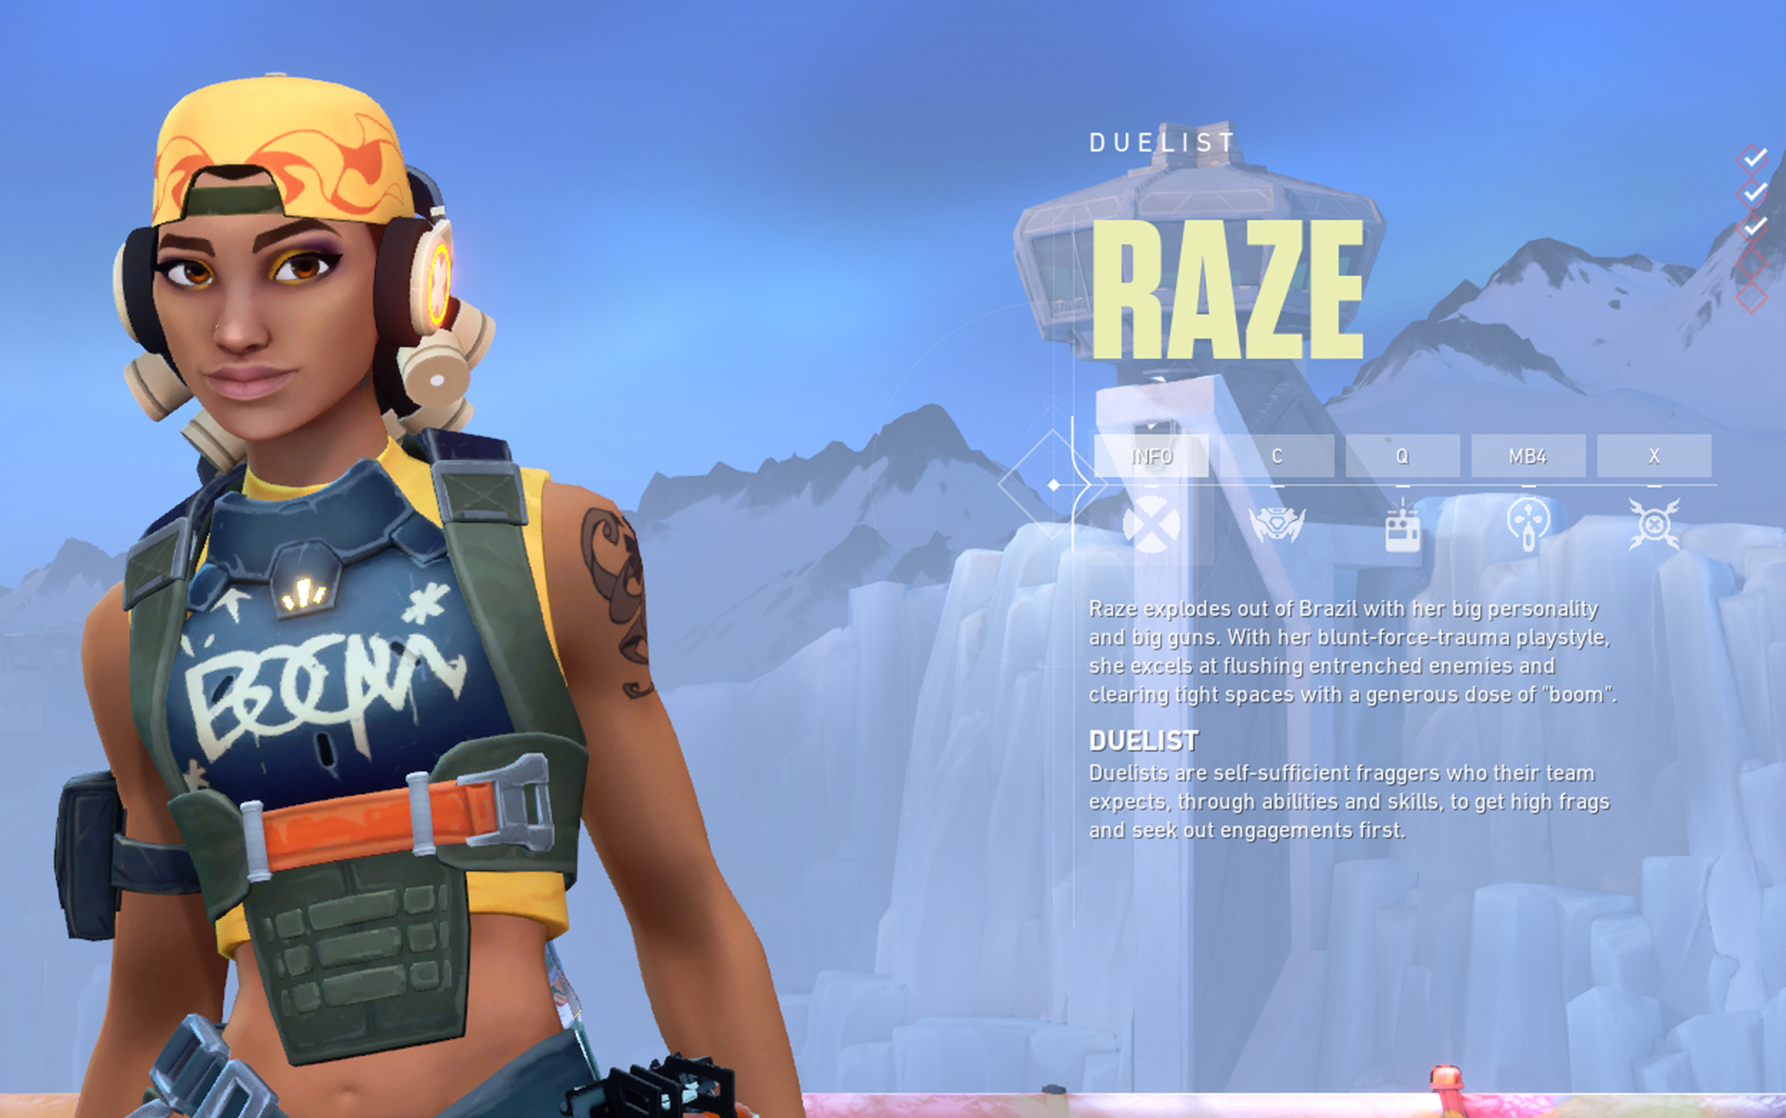 DUELIST
RAZE
INFO C Q MB4 X
Raze explodes out of Brazil with her big personality
and big guns. With her blunt-force-trauma playstyle,
she excels at flushing entrenched enemies and
clearing tight spaces with a generous dose of "boom".
DUELIST
Duelists are self-sufficient fraggers who their team
expects, through abilities and skills, to get high frags
and seek out engagements first.
BOOM